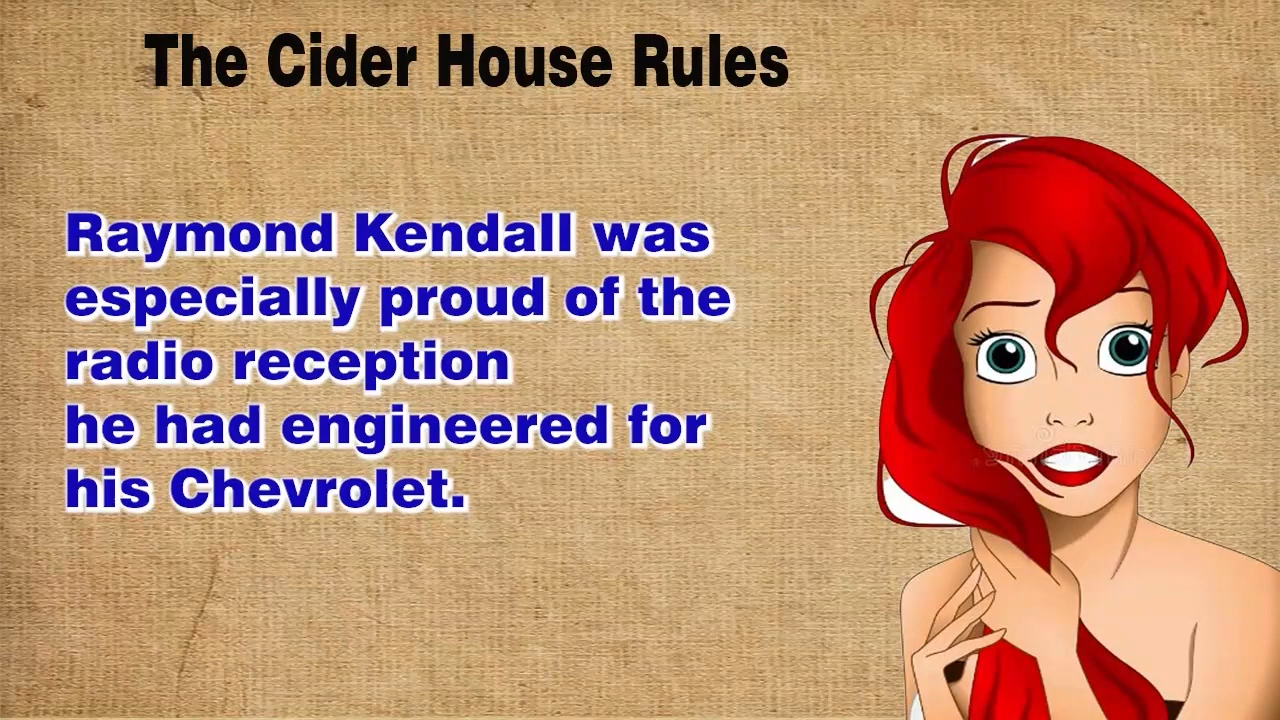 The Cider House Rules
Raymond Kendall was
especially proud of the
radio reception
he had engineered for
his Chevrolet.